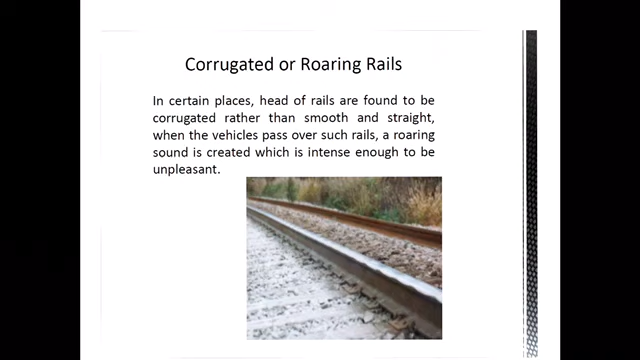 Corrugated or Roaring Rails
In certain places, head of rails are found to be
corrugated rather than smooth and straight,
when the vehicles pass over such rails, a roaring
sound is created which is intense enough to be
unpleasant.